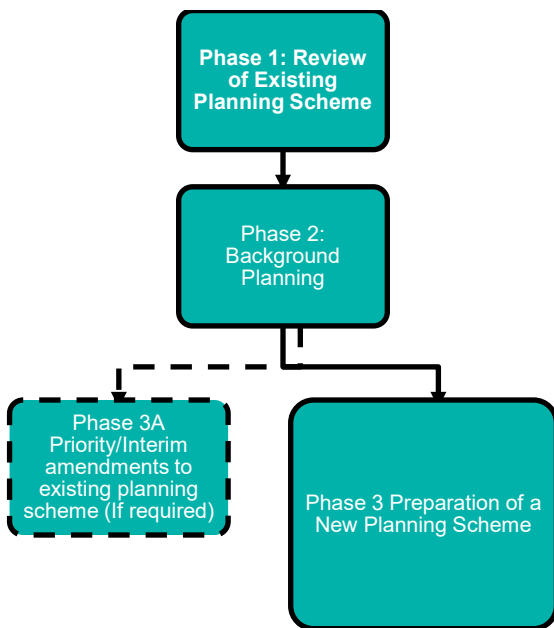 Phase 1: Review
of Existing
Planning Scheme
Phase 2:
Background
Planning
Phase 3A
Priority/Interim
amendments to
existing planning
scheme (If required)
Phase 3 Preparation of a
New Planning Scheme